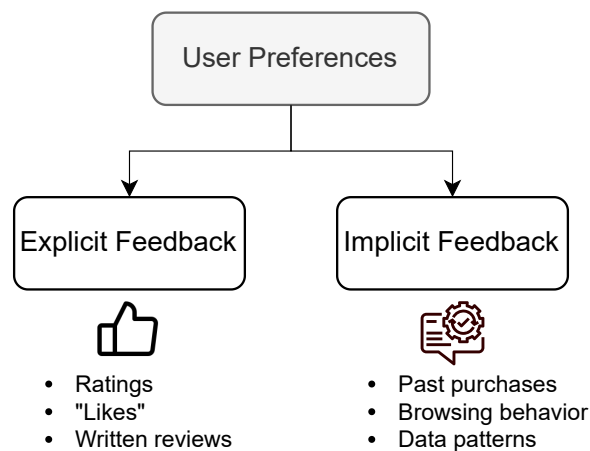 User Preferences
Explicit Feedback
Implicit Feedback
• Ratings
• "Likes"
• Written reviews
• Past purchases
• Browsing behavior
• Data patterns